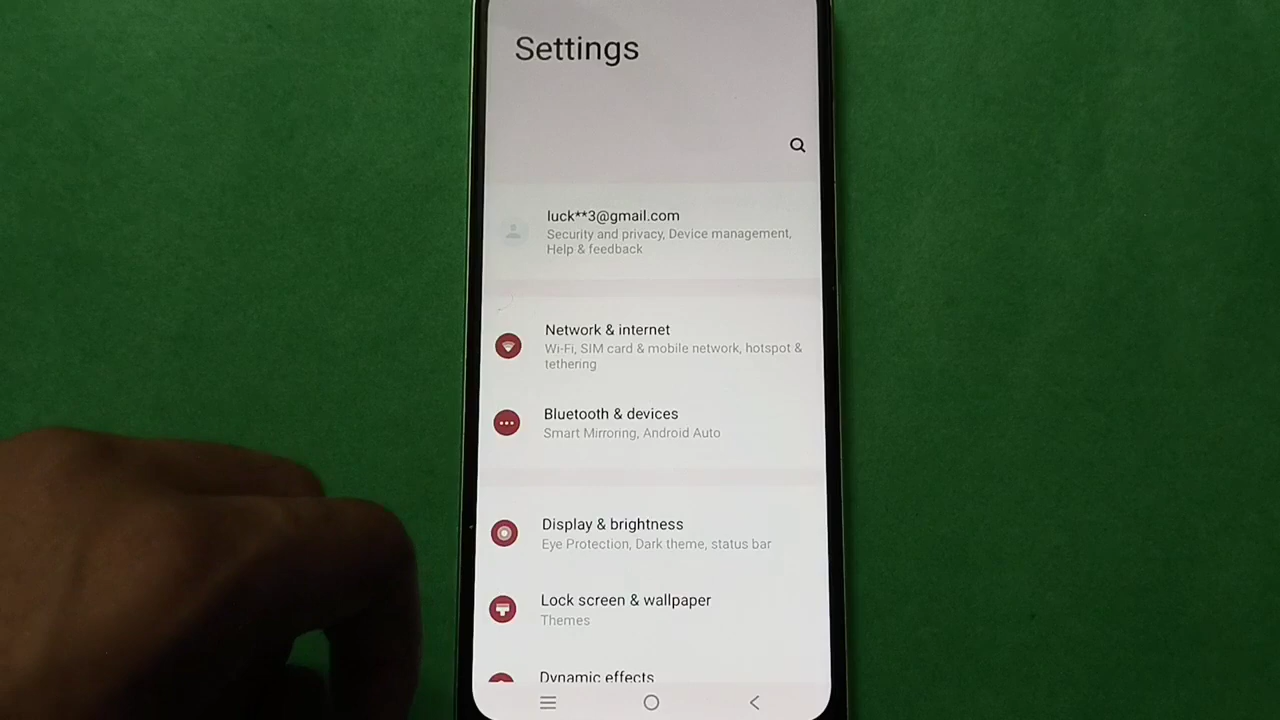 Settings
luck**3@gmail.com
Security and privacy, Device management,
Help & feedback
Network & internet
Wi-Fi, SIM card & mobile network, hotspot &
tethering
Bluetooth & devices
Smart Mirroring, Android Auto
Display & brightness
Eye Protection, Dark theme, status bar
Lock screen & wallpaper
Themes
Dynamic effects